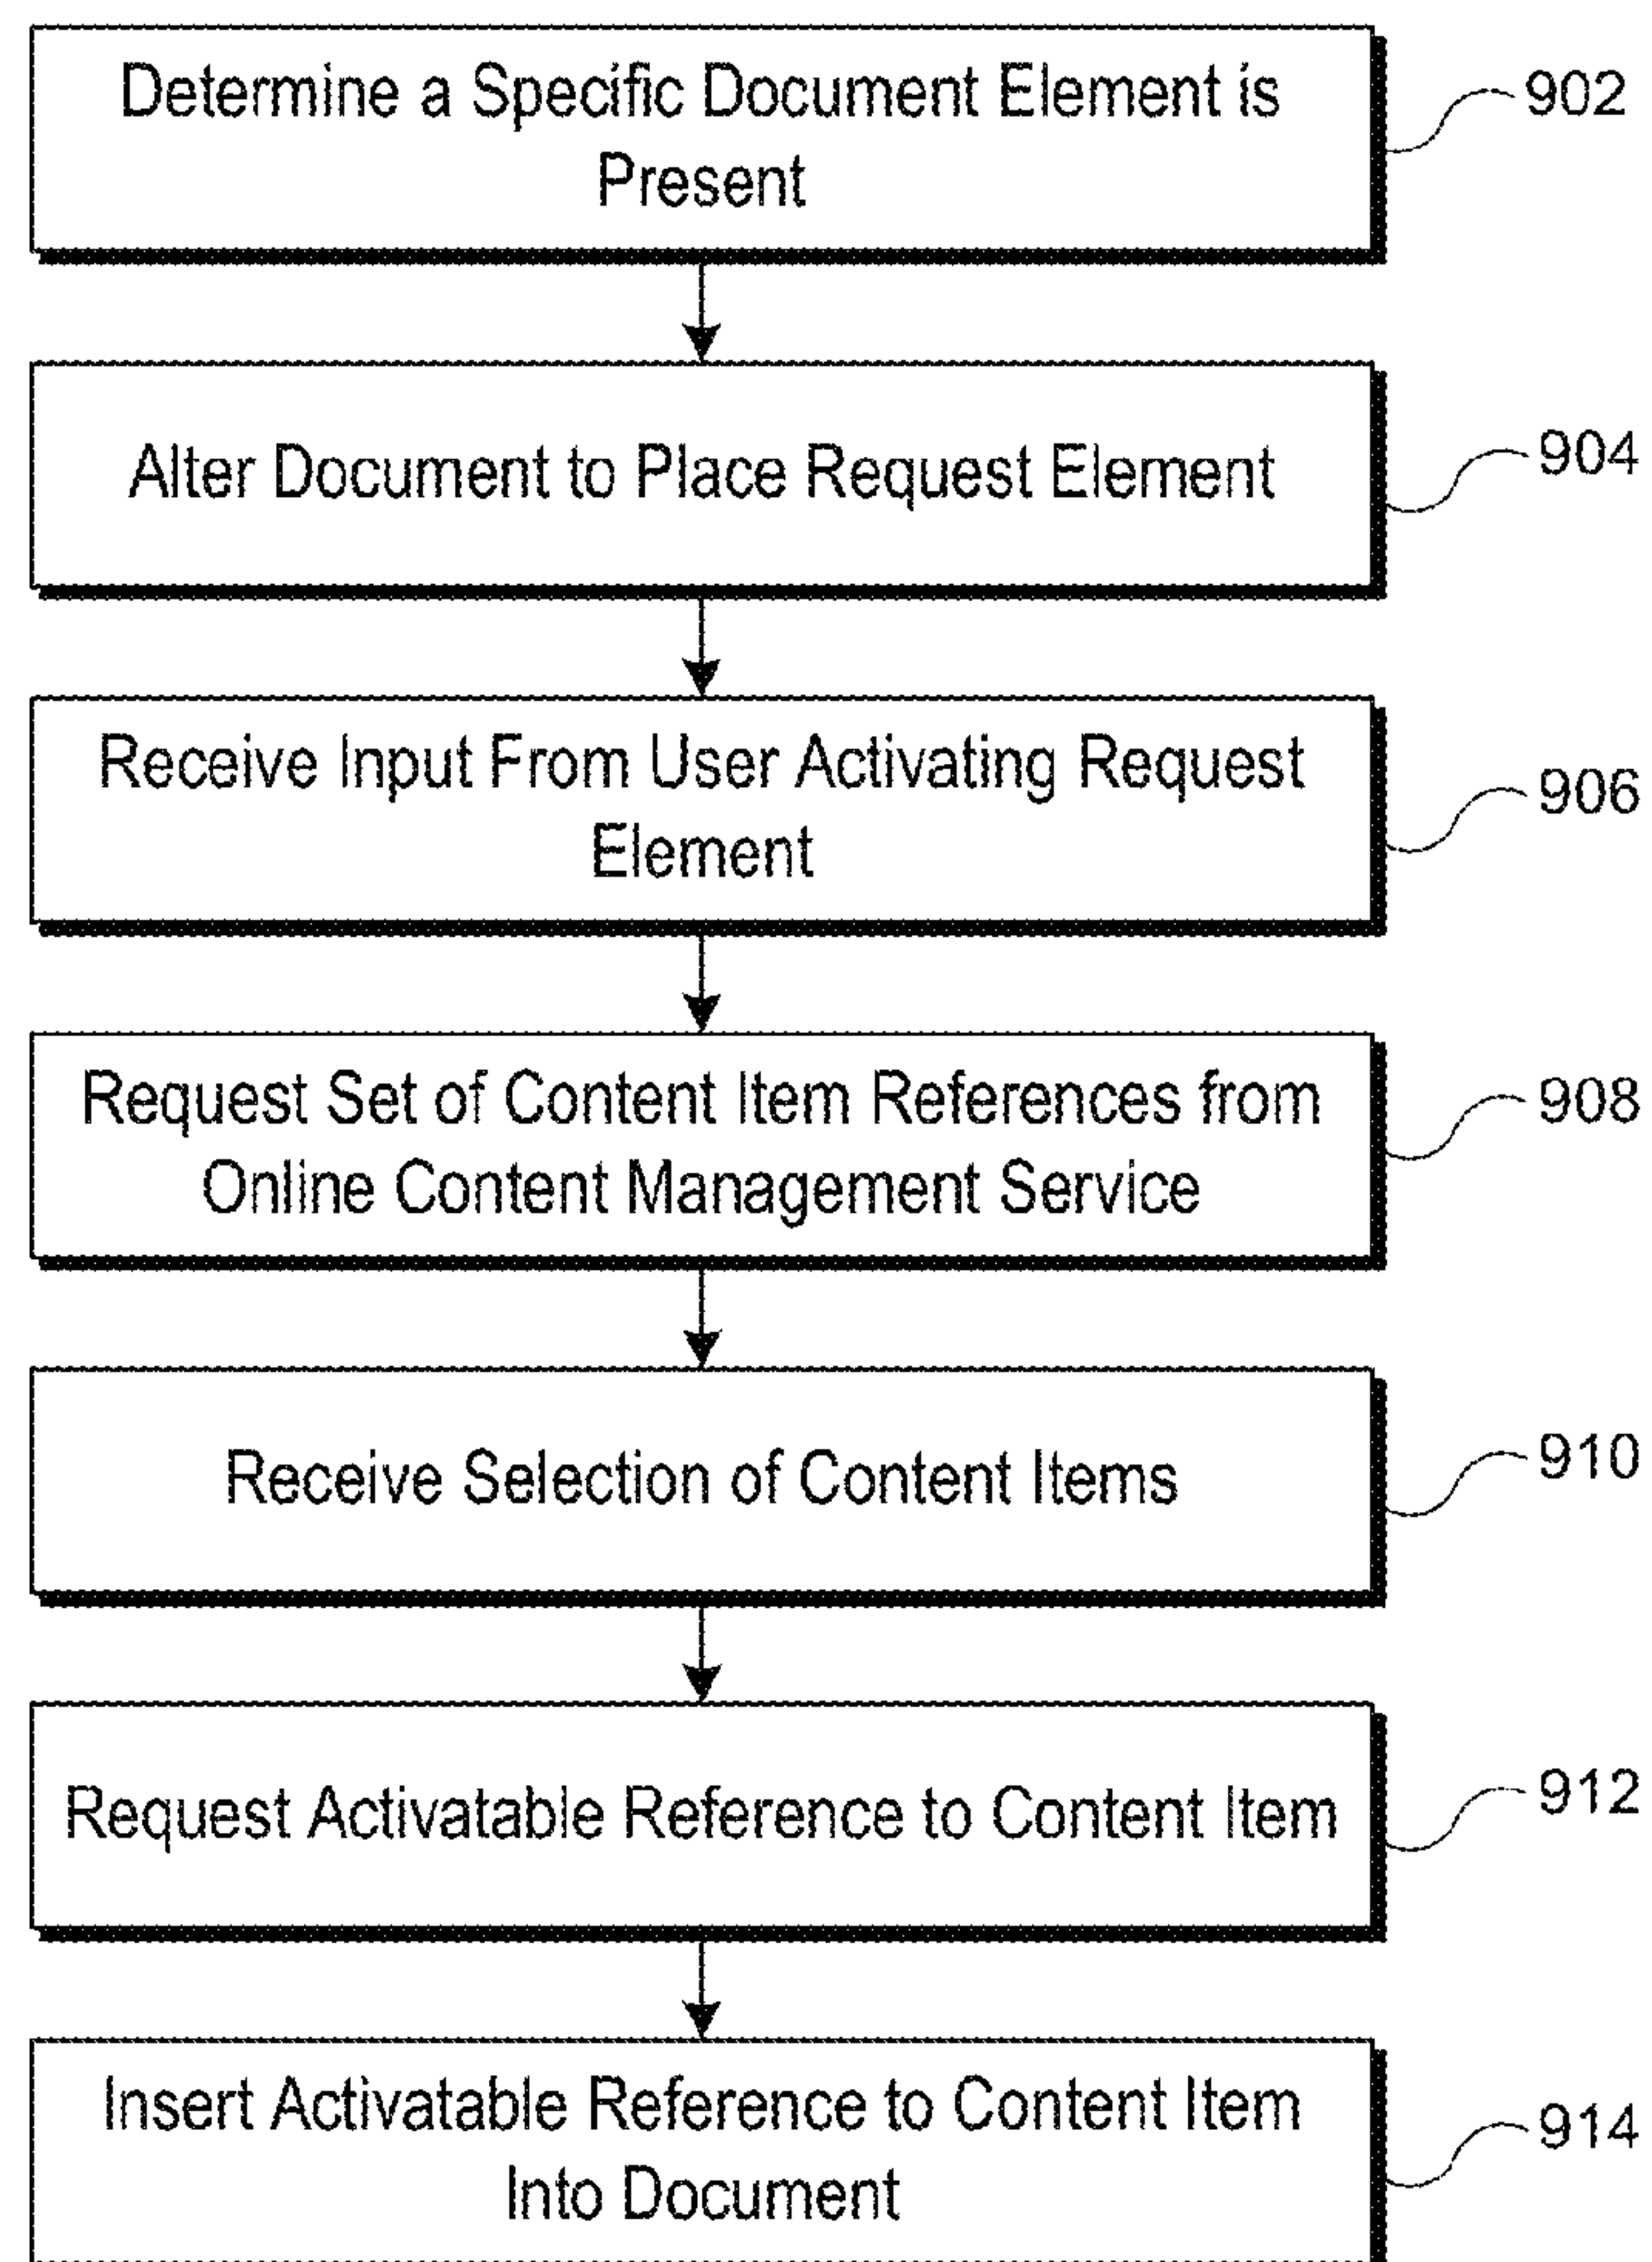 Determine a Specific Document Element is
Present
902
Alter Document to Place Request Element
904
Receive Input From User Activating Request
Element
906
Request Set of Content Item References from
Online Content Management Service
908
Receive Selection of Content Items
910
Request Activatable Reference to Content Item
912
Insert Activatable Reference to Content Item
Into Document
914